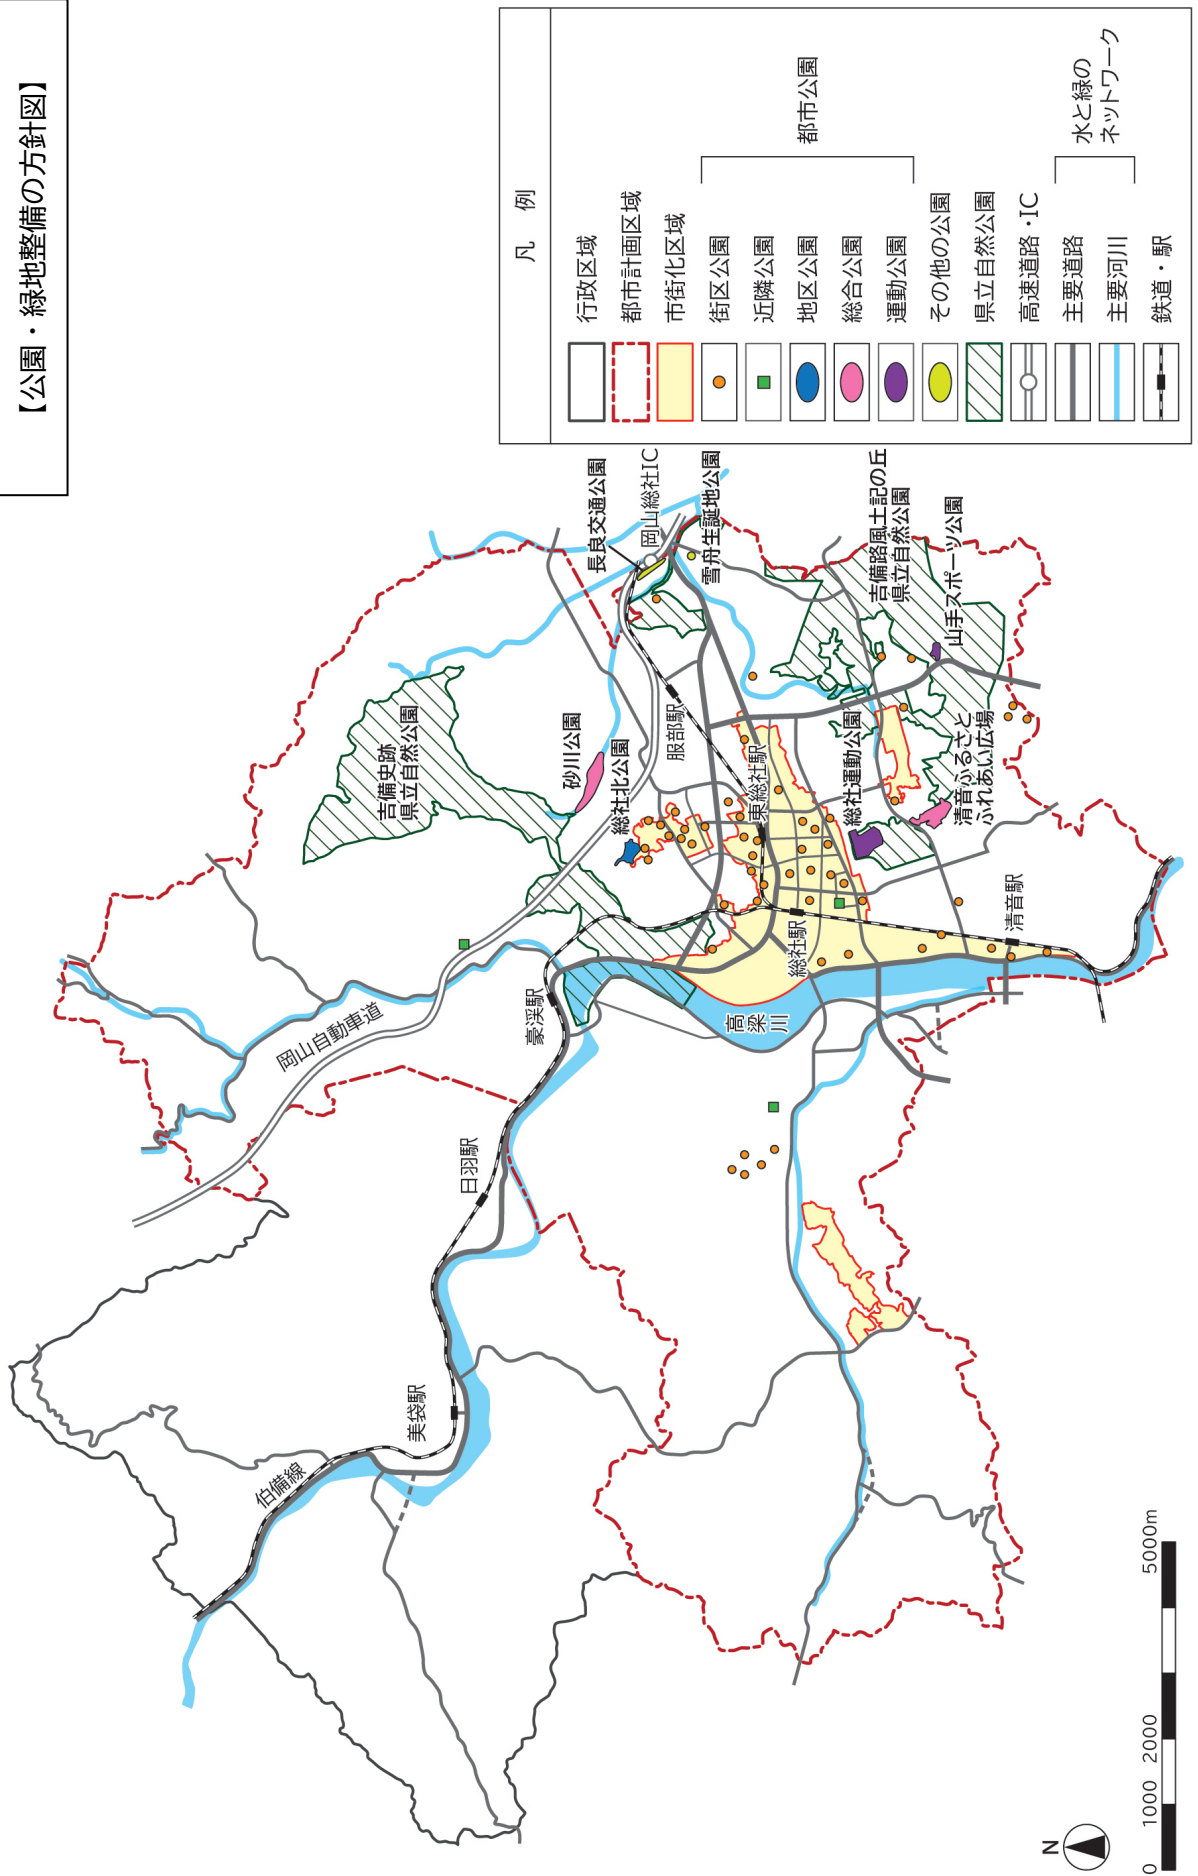 【公園・緑地整備の方針図】
凡 例
行政区域
都市計画区域
市街化区域
街区公園
近隣公園
地区公園
総合公園
運動公園
その他の公園
都市公園
県立自然公園
高速道路・IC
主要道路
主要河川
水と緑の
ネットワーク
鉄道・駅
長良交通公園
岡山総社IC
雪舟生誕地公園
吉備路風土記の丘
県立自然公園
山手スポーツ公園
吉備史跡
県立自然公園
砂川公園
総社北公園
服部駅
東総社駅
総社運動公園
清音ふるさと
ふれあい広場
清音駅
総社駅
高梁川
豪渓駅
岡山自動車道
日羽駅
美袋駅
伯備線
N
0 1000 2000 5000m